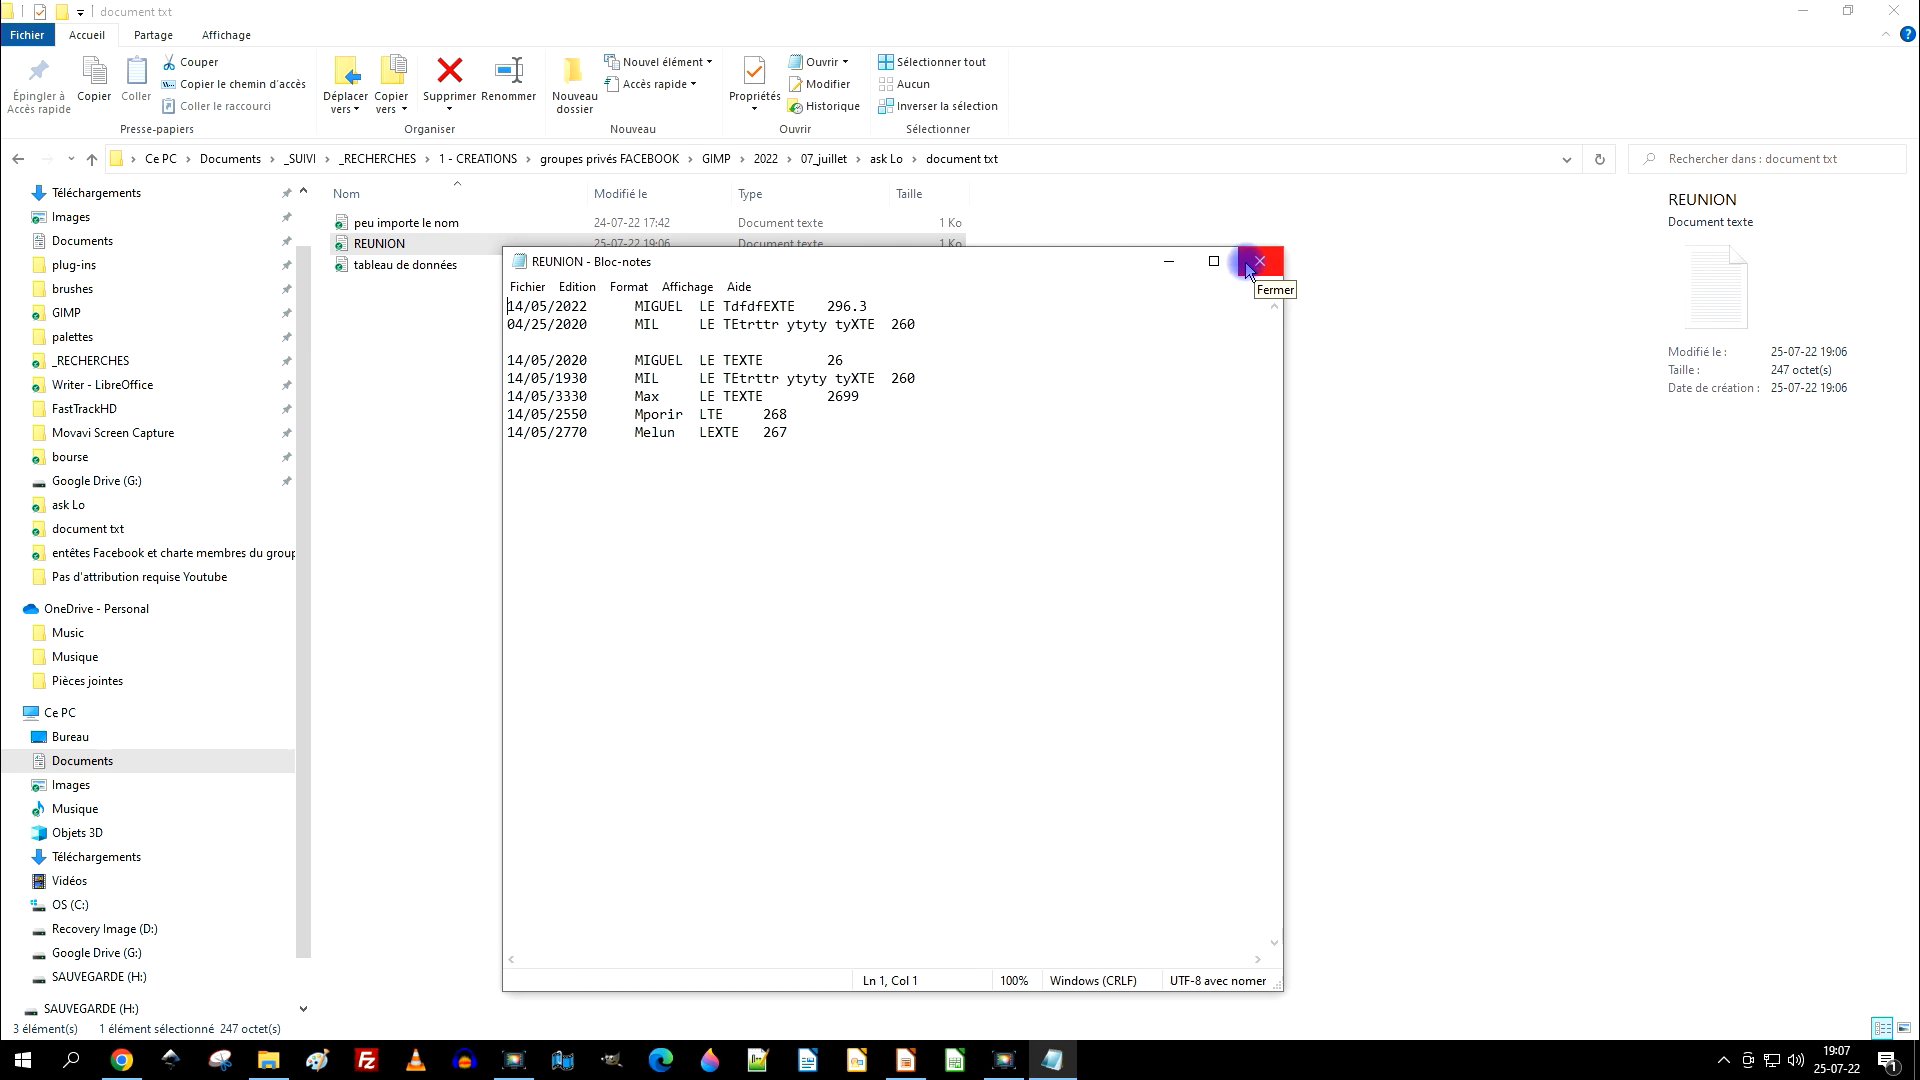 document txt
Fichier Accueil Partage Affichage
Épingler à Accès rapide
Copier
Coller
Couper
Copier le chemin d'accès
Coller le raccourci
Presse-papiers
Déplacer vers
Copier vers
Supprimer
Renommer
Organiser
Nouveau dossier
Nouvel élément
Accès rapide
Nouveau
Propriétés
Ouvrir
Modifier
Historique
Ouvrir
Sélectionner tout
Aucun
Inverser la sélection
Sélectionner
Ce PC > Documents > _SUIVI > _RECHERCHES > 1 - CREATIONS > groupes privés FACEBOOK > GIMP > 2022 > 07_juillet > ask Lo > document txt
Rechercher dans : document txt
Téléchargements
Images
Documents
plug-ins
brushes
GIMP
palettes
_RECHERCHES
Writer - LibreOffice
FastTrackHD
Movavi Screen Capture
bourse
Google Drive (G:)
ask Lo
document txt
entêtes Facebook et charte membres du group
Pas d'attribution requise Youtube
OneDrive - Personal
Music
Musique
Pièces jointes
Ce PC
Bureau
Documents
Images
Musique
Objets 3D
Téléchargements
Vidéos
OS (C:)
Recovery Image (D:)
Google Drive (G:)
SAUVEGARDE (H:)
SAUVEGARDE (H:)
Nom Modifié le Type Taille
peu importe le nom 24-07-22 17:42 Document texte 1 Ko
REUNION 25-07-22 19:06 Document texte 1 Ko
tableau de données
REUNION - Bloc-notes
Fermer
Fichier Edition Format Affichage Aide
14/05/2022 MIGUEL LE TdfdfEXTE 296.3
04/25/2020 MIL LE TEtrttr ytyty tyXTE 260
14/05/2020 MIGUEL LE TEXTE 26
14/05/1930 MIL LE TEtrttr ytyty tyXTE 260
14/05/3330 Max LE TEXTE 2699
14/05/2550 Mporir LTE 268
14/05/2770 Melun LEXTE 267
Ln 1, Col 1 100% Windows (CRLF) UTF-8 avec nomer
REUNION
Document texte
Modifié le : 25-07-22 19:06
Taille : 247 octet(s)
Date de création : 25-07-22 19:06
3 élément(s) 1 élément sélectionné 247 octet(s)
19:07
25-07-22
1